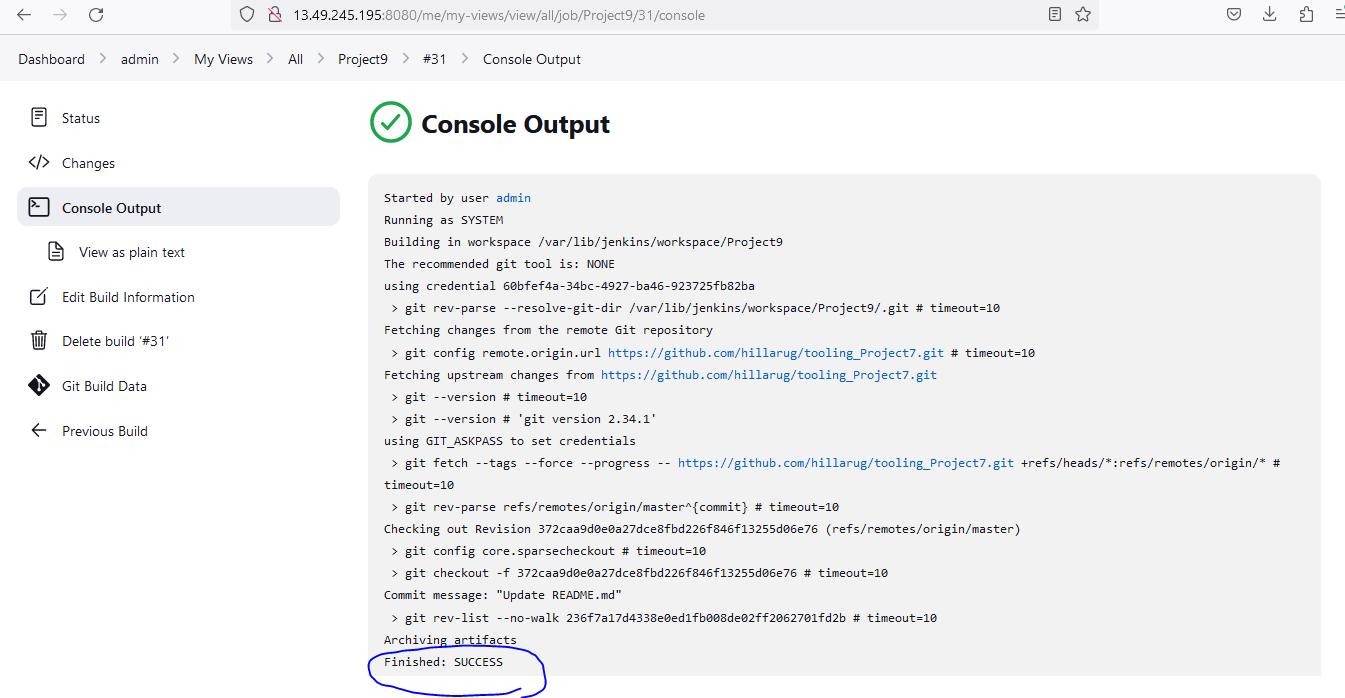 13.49.245.195:8080/me/my-views/view/all/job/Project9/31/console
Dashboard > admin > My Views > All > Project9 > #31 > Console Output
Status
Changes
Console Output
View as plain text
Edit Build Information
Delete build ‘#31’
Git Build Data
Previous Build
Console Output
Started by user admin
Running as SYSTEM
Building in workspace /var/lib/jenkins/workspace/Project9
The recommended git tool is: NONE
using credential 60bfef4a-34bc-4927-ba46-923725fb82ba
> git rev-parse --resolve-git-dir /var/lib/jenkins/workspace/Project9/.git # timeout=10
Fetching changes from the remote Git repository
> git config remote.origin.url https://github.com/hillarug/tooling_Project7.git # timeout=10
Fetching upstream changes from https://github.com/hillarug/tooling_Project7.git
> git --version # timeout=10
> git --version # 'git version 2.34.1'
using GIT_ASKPASS to set credentials
> git fetch --tags --force --progress -- https://github.com/hillarug/tooling_Project7.git +refs/heads/*:refs/remotes/origin/* #
timeout=10
> git rev-parse refs/remotes/origin/master^{commit} # timeout=10
Checking out Revision 372caa9d0e0a27dce8fbd226f846f13255d06e76 (refs/remotes/origin/master)
> git config core.sparsecheckout # timeout=10
> git checkout -f 372caa9d0e0a27dce8fbd226f846f13255d06e76 # timeout=10
Commit message: "Update README.md"
> git rev-list --no-walk 236f7a17d4338e0ed1fb008de02ff2062701fd2b # timeout=10
Archiving artifacts
Finished: SUCCESS